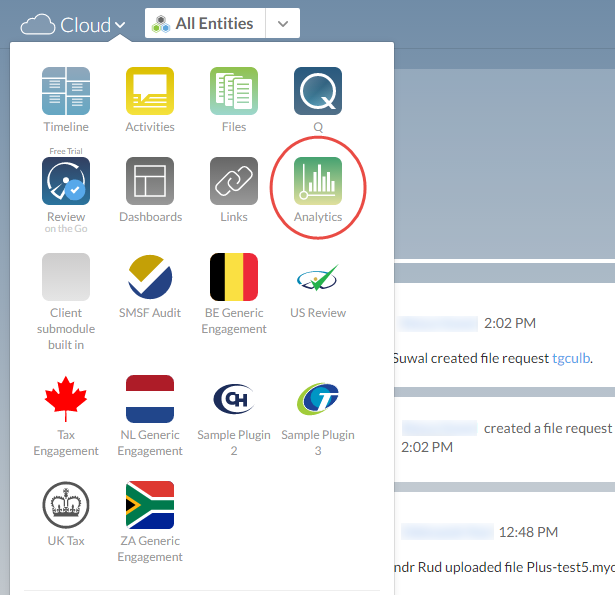 Cloud
All Entities
Timeline
Activities
Files
Q
Free Trial
Review
on the Go
Dashboards
Links
Analytics
Client
submodule
built in
SMSF Audit
BE Generic
Engagement
US Review
Tax
Engagement
NL Generic
Engagement
CH
Sample Plugin
2
T
Sample Plugin
3
UK Tax
ZA Generic
Engagement
2:02 PM
Suwal created file request tgculb.
created a file request
2:02 PM
12:48 PM
ndr Rud uploaded file Plus-test5.myo